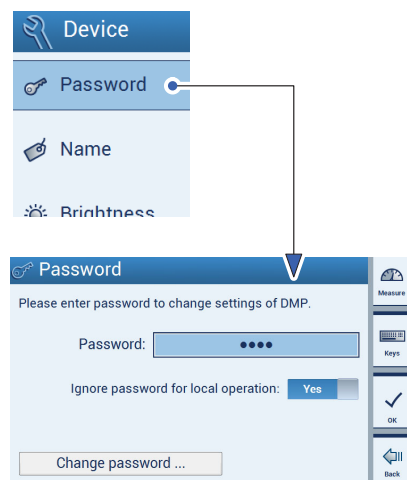 Device
Password
Name
Brightness
Password
Please enter password to change settings of DMP.
Password: ●●●●
Ignore password for local operation: Yes
Change password ...
Measure
Keys
OK
Back